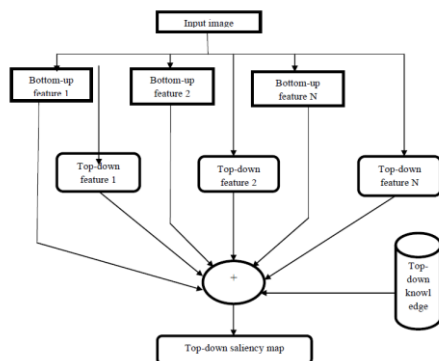 Input image
Bottom-up
feature 1
Bottom-up
feature 2
Bottom-up
feature N
Top-down
feature 1
Top-down
feature 2
Top-down
feature N
+
Top-
down
knowl
edge
Top-down saliency map